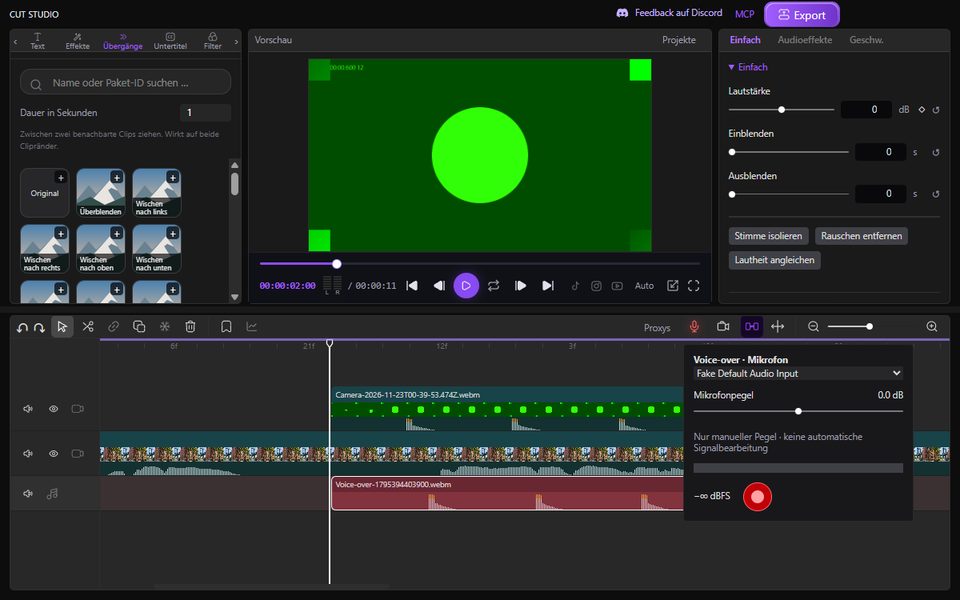 CUT STUDIO
Feedback auf Discord
MCP
Export
Text
Effekte
Übergänge
Untertitel
Filter
Name oder Paket-ID suchen ...
Dauer in Sekunden
1
Zwischen zwei benachbarte Clips ziehen. Wirkt auf beide
Clipränder.
Original
Überblenden
Wischen
nach links
Wischen
nach rechts
Wischen
nach oben
Wischen
nach unten
Vorschau
Projekte
00:00:02:00
L R
/ 00:00:11
Auto
Einfach
Audioeffekte
Geschw.
Einfach
Lautstärke
0
dB
Einblenden
0
s
Ausblenden
0
s
Stimme isolieren
Rauschen entfernen
Lautheit angleichen
Proxys
6f
21f
12f
3f
Camera-2026-11-23T00-39-53.474Z.webm
Voice-over-1795394403900.webm
Voice-over · Mikrofon
Fake Default Audio Input
Mikrofonpegel
0.0 dB
Nur manueller Pegel · keine automatische
Signalbearbeitung
−∞ dBFS